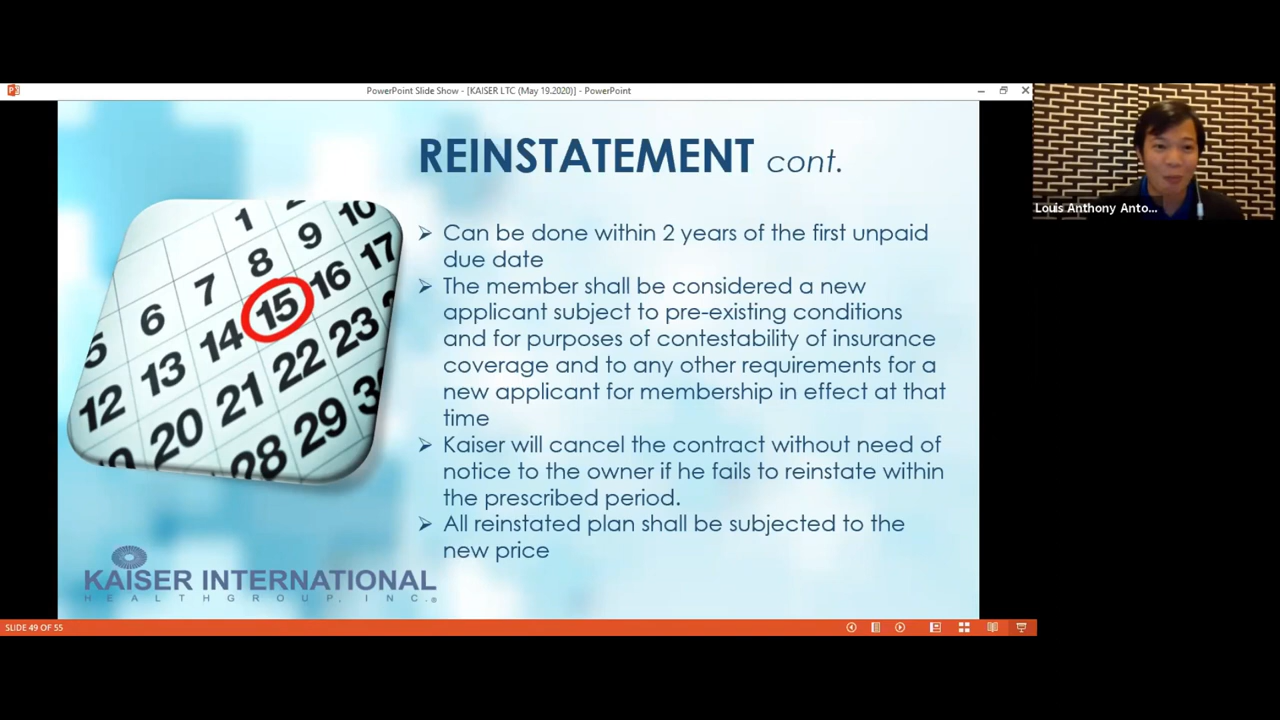 PowerPoint Slide Show - [KAISER LTC (May 19.2020)] - PowerPoint
REINSTATEMENT cont.
1 2 10
8 9 17
6 7 15 16
5 13 14 22 23
12 20 21 29 3
19 28
➢ Can be done within 2 years of the first unpaid
due date
➢ The member shall be considered a new
applicant subject to pre-existing conditions
and for purposes of contestability of insurance
coverage and to any other requirements for a
new applicant for membership in effect at that
time
➢ Kaiser will cancel the contract without need of
notice to the owner if he fails to reinstate within
the prescribed period.
➢ All reinstated plan shall be subjected to the
new price
KAISER INTERNATIONAL
HEALTHGROUP, INC.®
SLIDE 49 OF 55
Louis Anthony Anto...